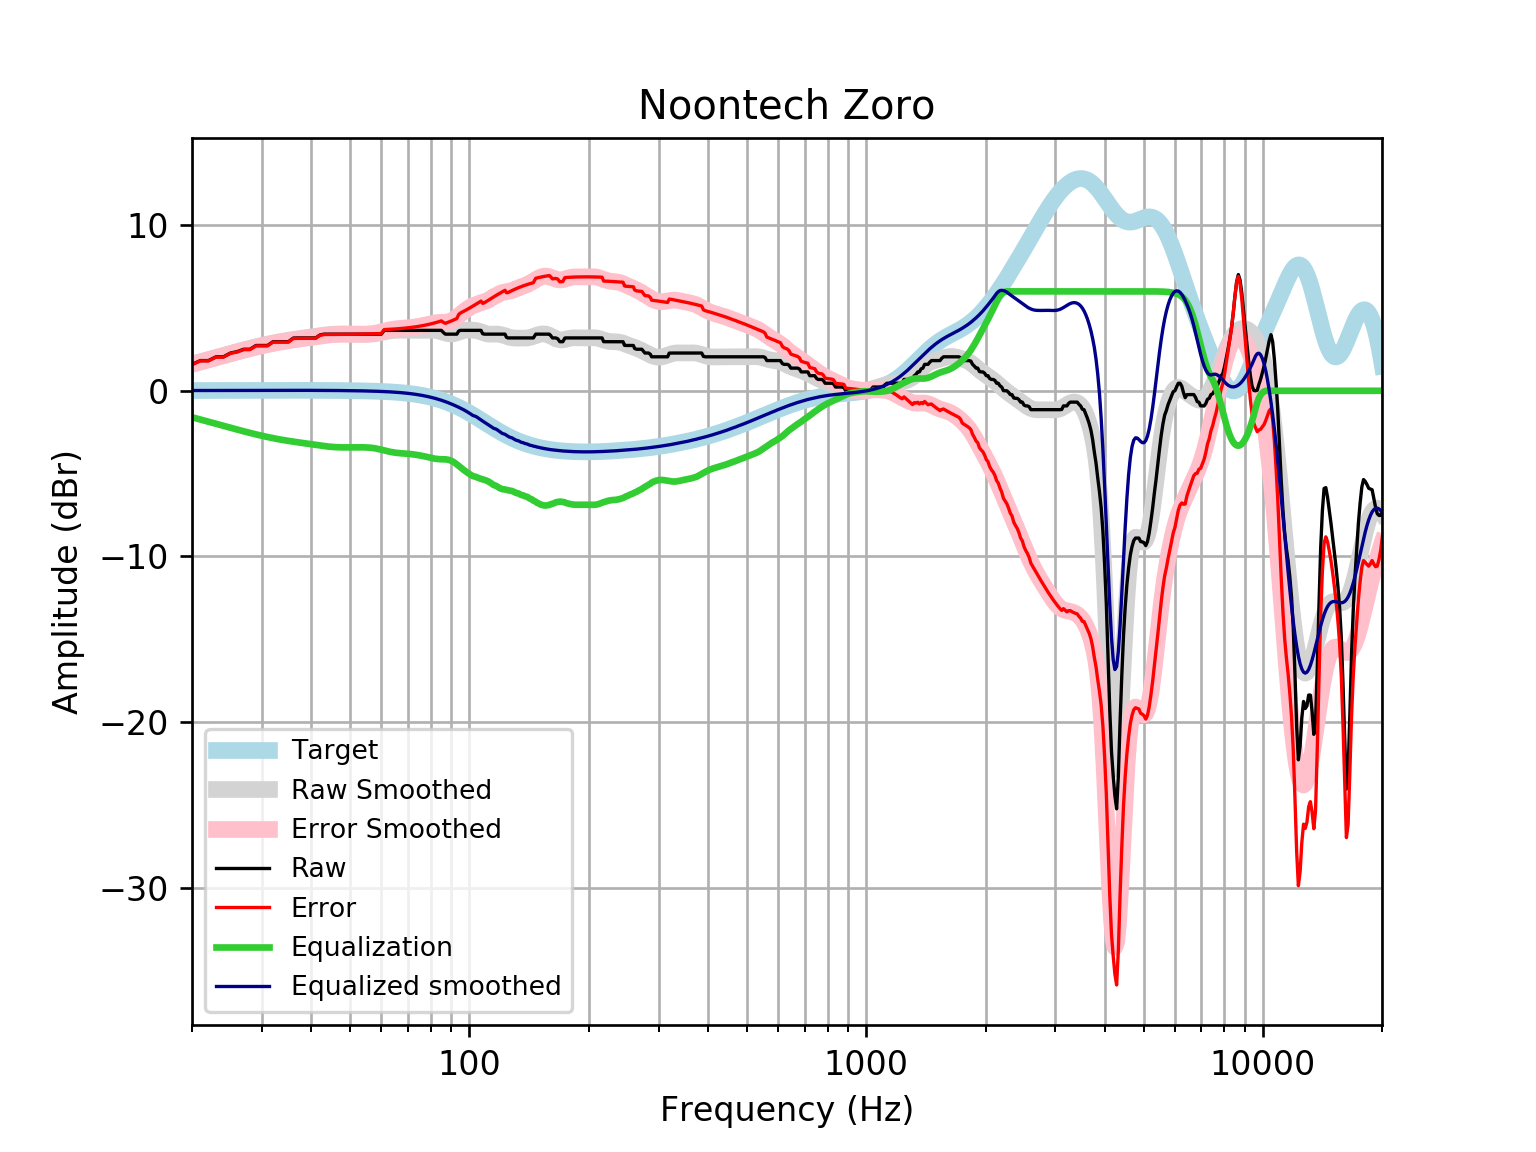 Noontech Zoro
Amplitude (dBr)
10
0
−10
−20
−30
Target
Raw Smoothed
Error Smoothed
Raw
Error
Equalization
Equalized smoothed
100
1000
10000
Frequency (Hz)